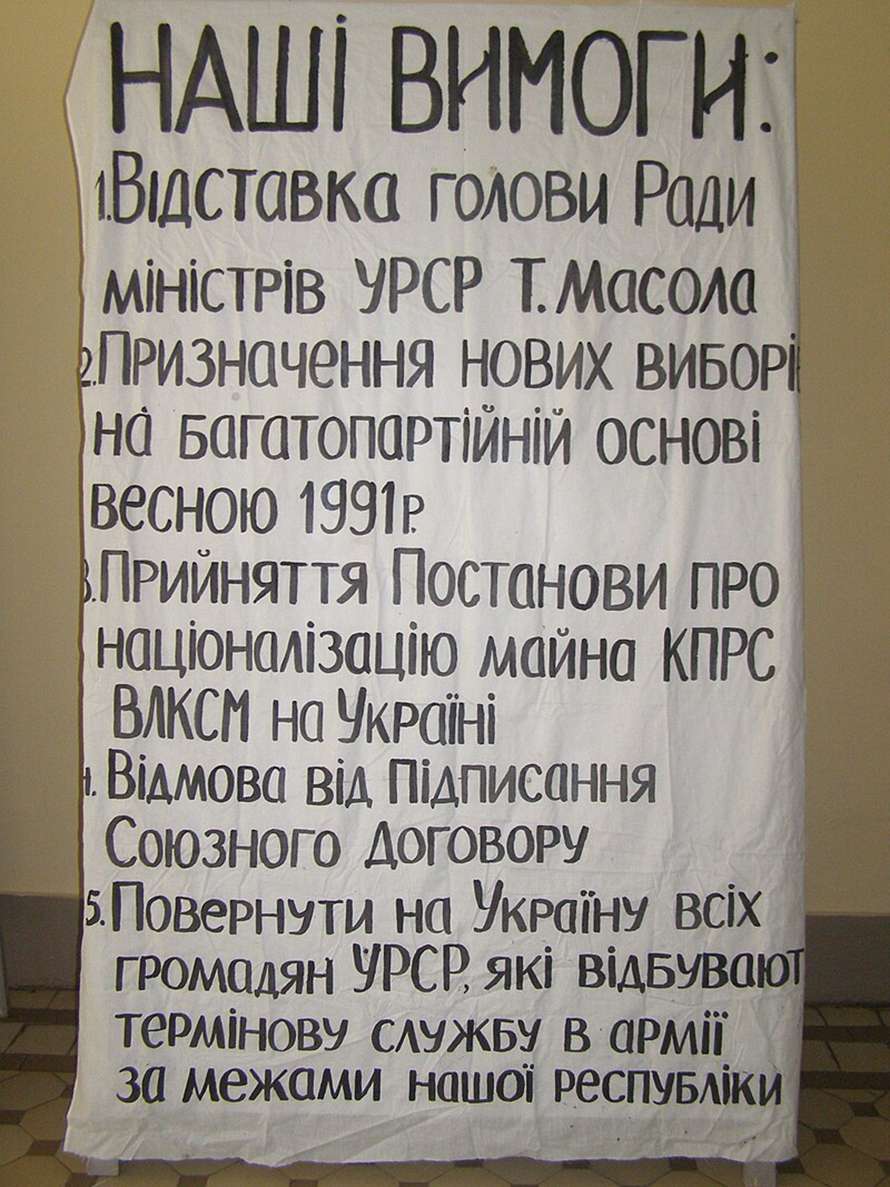 НАШІ ВИМОГИ:
1. Відставка голови Ради
міністрів УРСР Т. Масола
2. Призначення нових виборі
на багатопартійній основі
весною 1991р.
3. Прийняття Постанови про
націоналізацію майна КПРС
ВЛКСМ на Україні
4. Відмова від Підписання
Союзного договору
5. Повернути на Україну всіх
громадян УРСР, які відбувают
термінову службу в армії
за межами нашої республіки